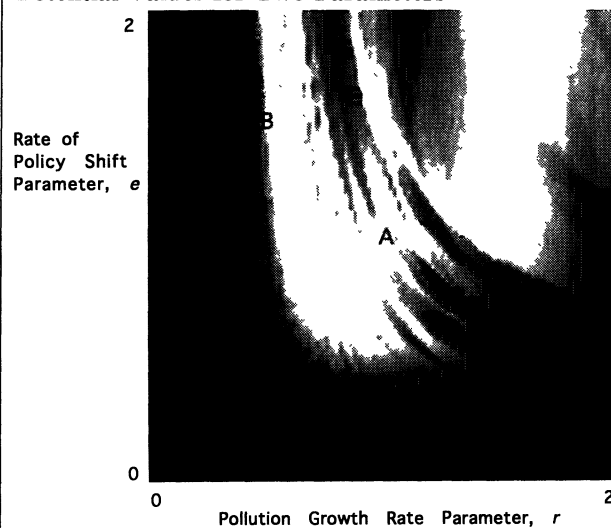 2
B
Rate of
Policy Shift
Parameter, e
A
0
0
2
Pollution Growth Rate Parameter, r